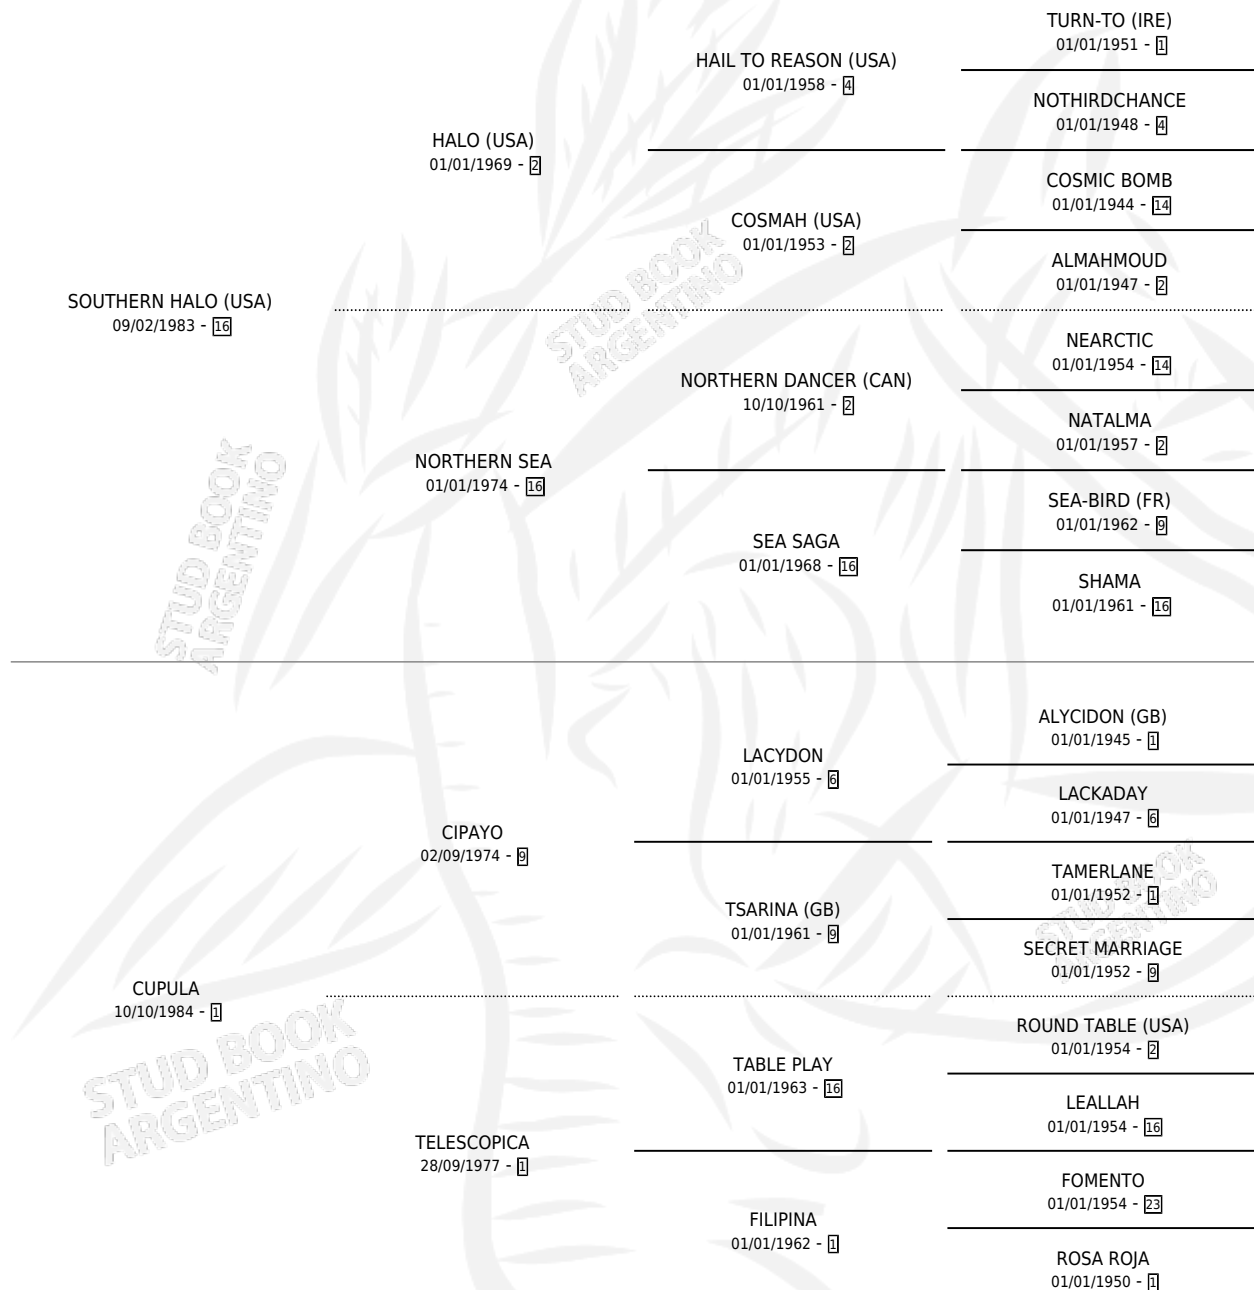 TURN-TO (IRE)
01/01/1951 - 1
HAIL TO REASON (USA)
01/01/1958 - 4
NOTHIRDCHANCE
01/01/1948 - 4
HALO (USA)
01/01/1969 - 2
COSMIC BOMB
01/01/1944 - 14
COSMAH (USA)
01/01/1953 - 2
ALMAHMOUD
01/01/1947 - 2
SOUTHERN HALO (USA)
09/02/1983 - 16
STUD BOOK
ARGENTINO
NEARCTIC
01/01/1954 - 14
NORTHERN DANCER (CAN)
10/10/1961 - 2
NATALMA
01/01/1957 - 2
NORTHERN SEA
01/01/1974 - 16
SEA-BIRD (FR)
01/01/1962 - 9
SEA SAGA
01/01/1968 - 16
SHAMA
01/01/1961 - 16
STUD BOOK
ARGENTINO
ALYCIDON (GB)
01/01/1945 - 1
LACYDON
01/01/1955 - 6
LACKADAY
01/01/1947 - 6
CIPAYO
02/09/1974 - 9
TAMERLANE
01/01/1952 - 1
TSARINA (GB)
01/01/1961 - 9
SECRET MARRIAGE
01/01/1952 - 9
STUD BOOK
ARGENTINO
CUPULA
10/10/1984 - 1
ROUND TABLE (USA)
01/01/1954 - 2
TABLE PLAY
01/01/1963 - 16
LEALLAH
01/01/1954 - 16
STUD BOOK
ARGENTINO
TELESCOPICA
28/09/1977 - 1
FOMENTO
01/01/1954 - 23
FILIPINA
01/01/1962 - 1
ROSA ROJA
01/01/1950 - 1